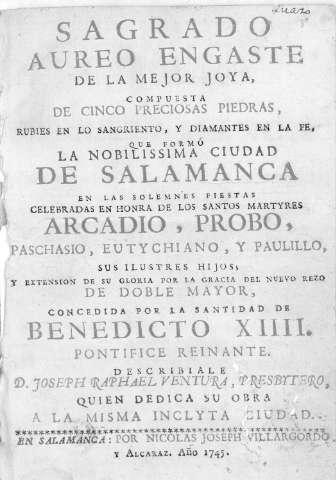 SAGRADO
AUREO ENGASTE
DE LA MEJOR JOYA,
COMPUESTA
DE CINCO PRECIOSAS PIEDRAS,
RUBIES EN LO SANGRIENTO, Y DIAMANTES EN LA FE,
QUE FORMÓ
LA NOBILISSIMA CIUDAD
DE SALAMANCA
EN LAS SOLEMNES FIESTAS
CELEBRADAS EN HONRA DE LOS SANTOS MARTYRES
ARCADIO, PROBO,
PASCHASIO, EUTYCHIANO, Y PAULILLO,
SUS ILUSTRES HIJOS,
Y EXTENSION DE SU GLORIA POR LA GRACIA DEL NUEVO REZO
DE DOBLE MAYOR,
CONCEDIDA POR LA SANTIDAD DE
BENEDICTO XIIII.
PONTIFICE REINANTE.
DESCRIBIALE
D. JOSEPH RAPHAEL VENTURA, PRESBYTERO,
QUIEN DEDICA SU OBRA
A LA MISMA INCLYTA CIUDAD.
EN SALAMANCA: POR NICOLAS JOSEPH VILLARGORDO
Y ALCARAZ. Año 1745.